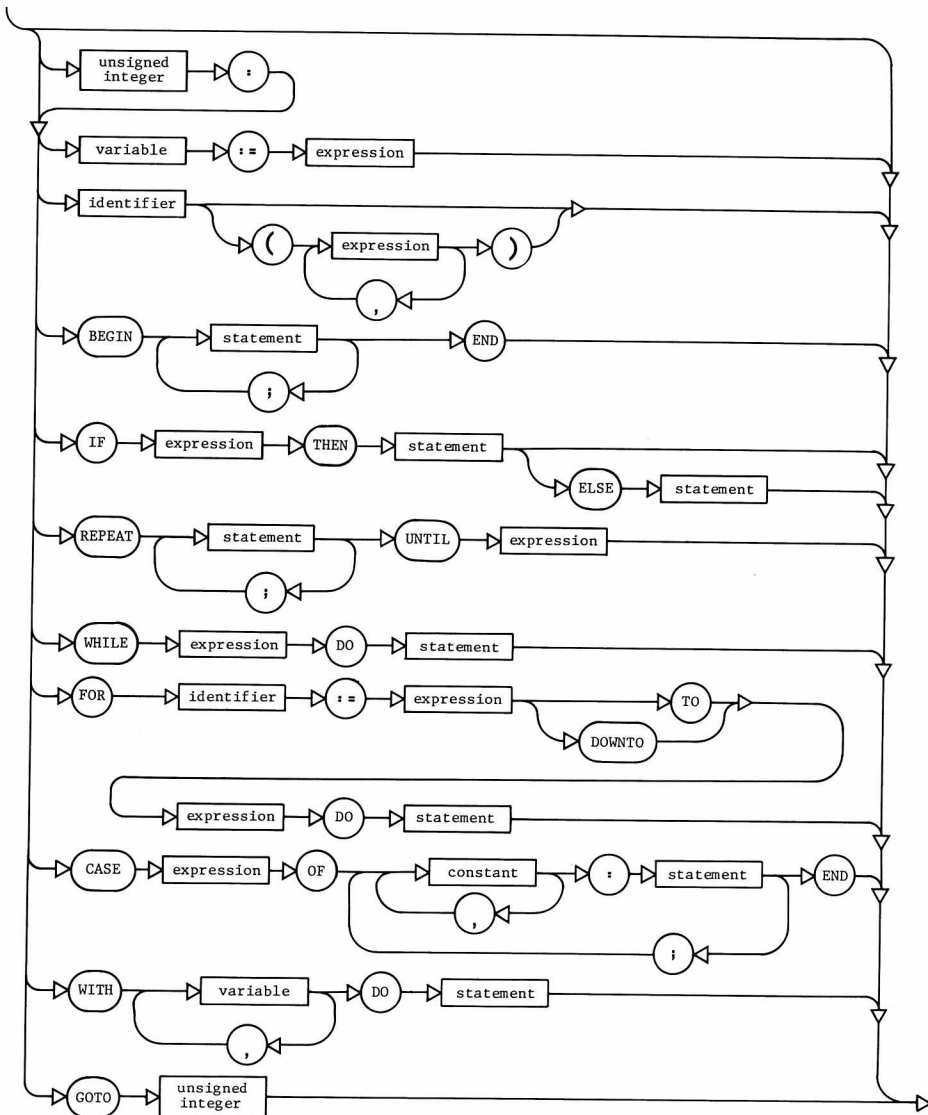 unsigned
integer
:
variable := expression
identifier
( expression )
,
BEGIN statement END
;
IF expression THEN statement
ELSE statement
REPEAT statement UNTIL expression
;
WHILE expression DO statement
FOR identifier := expression TO
DOWNTO
expression DO statement
CASE expression OF constant : statement END
,
;
WITH variable DO statement
,
GOTO unsigned
integer